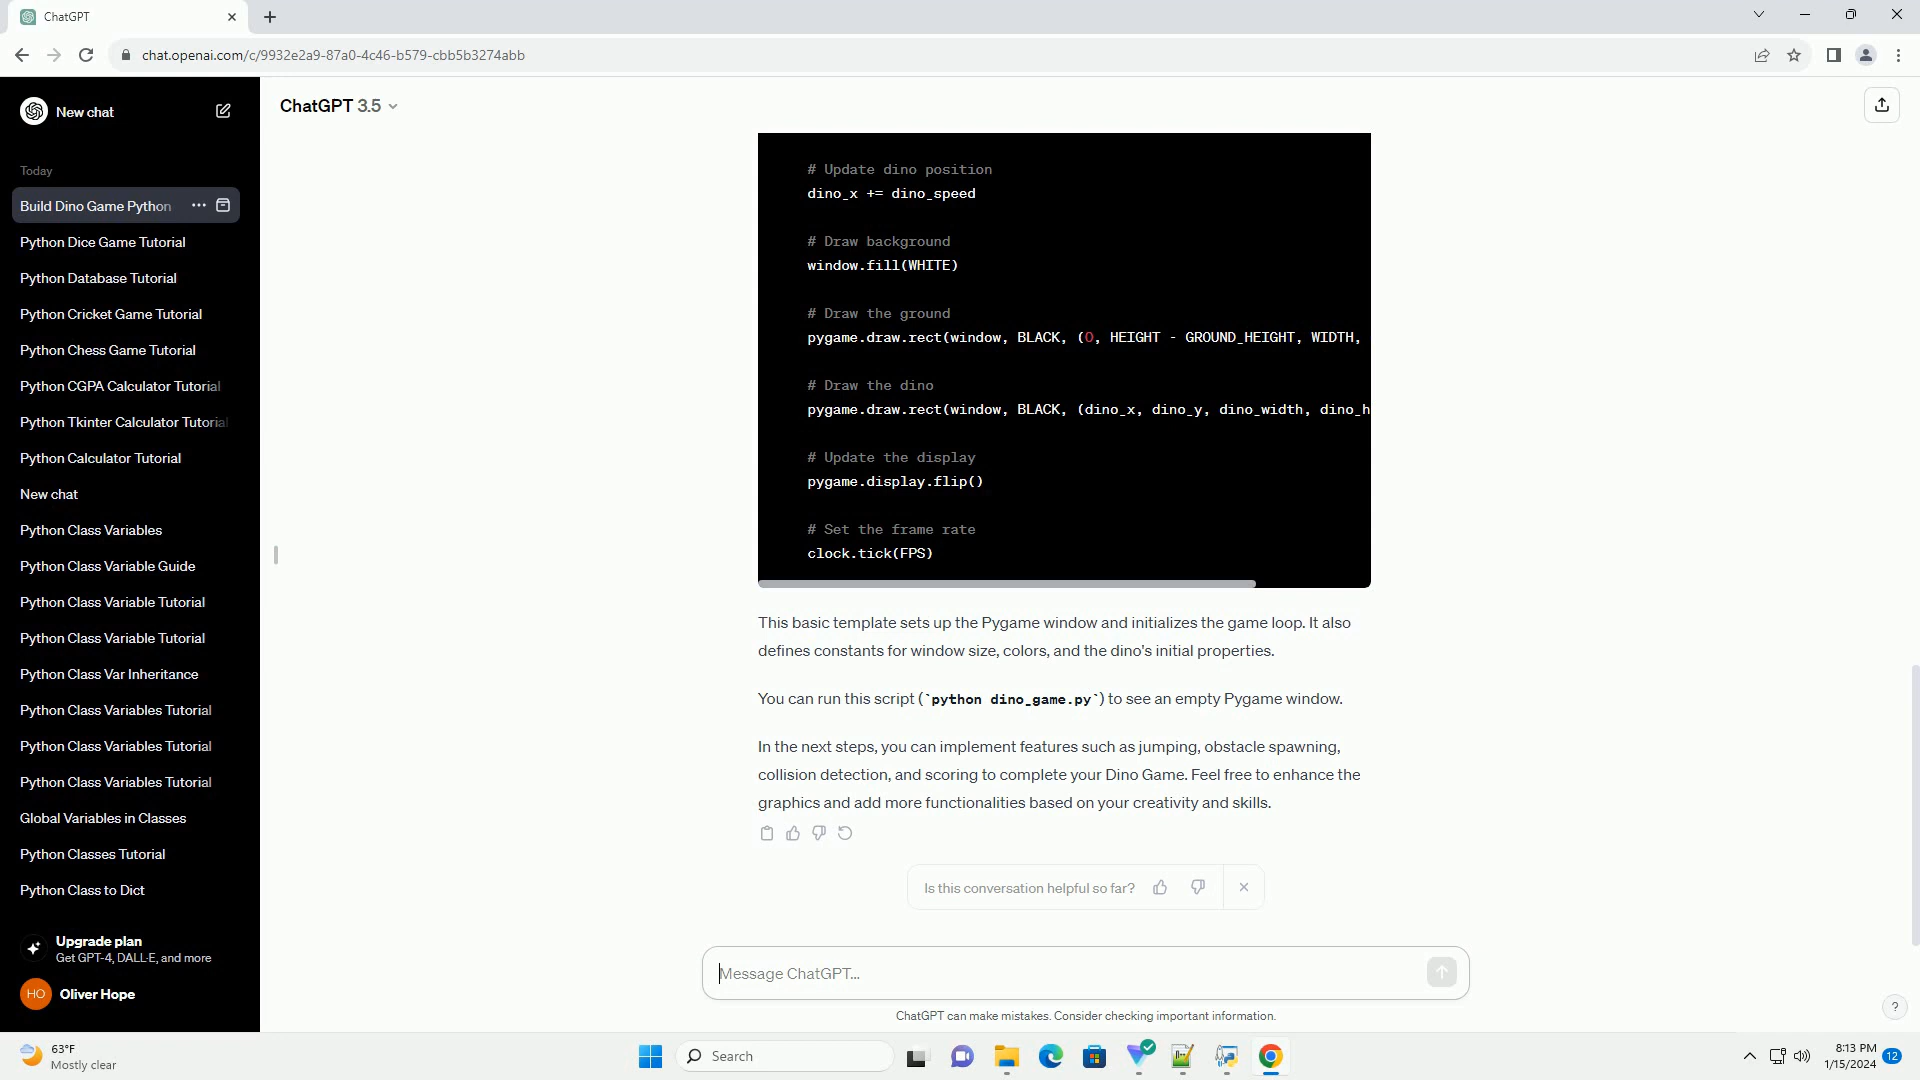 ChatGPT
chat.openai.com/c/9932e2a9-87a0-4c46-b579-cbb5b3274abb
New chat
Today
Build Dino Game Python
Python Dice Game Tutorial
Python Database Tutorial
Python Cricket Game Tutorial
Python Chess Game Tutorial
Python CGPA Calculator Tutorial
Python Tkinter Calculator Tutorial
Python Calculator Tutorial
New chat
Python Class Variables
Python Class Variable Guide
Python Class Variable Tutorial
Python Class Variable Tutorial
Python Class Var Inheritance
Python Class Variables Tutorial
Python Class Variables Tutorial
Python Class Variables Tutorial
Global Variables in Classes
Python Classes Tutorial
Python Class to Dict
Upgrade plan
Get GPT-4, DALL·E, and more
HO Oliver Hope
ChatGPT 3.5
# Update dino position
dino_x += dino_speed
# Draw background
window.fill(WHITE)
# Draw the ground
pygame.draw.rect(window, BLACK, (0, HEIGHT - GROUND_HEIGHT, WIDTH,
# Draw the dino
pygame.draw.rect(window, BLACK, (dino_x, dino_y, dino_width, dino_h
# Update the display
pygame.display.flip()
# Set the frame rate
clock.tick(FPS)
This basic template sets up the Pygame window and initializes the game loop. It also
defines constants for window size, colors, and the dino's initial properties.
You can run this script (`python dino_game.py`) to see an empty Pygame window.
In the next steps, you can implement features such as jumping, obstacle spawning,
collision detection, and scoring to complete your Dino Game. Feel free to enhance the
graphics and add more functionalities based on your creativity and skills.
Is this conversation helpful so far?
Message ChatGPT...
ChatGPT can make mistakes. Consider checking important information.
?
63°F
Mostly clear
Search
8:13 PM
1/15/2024
12